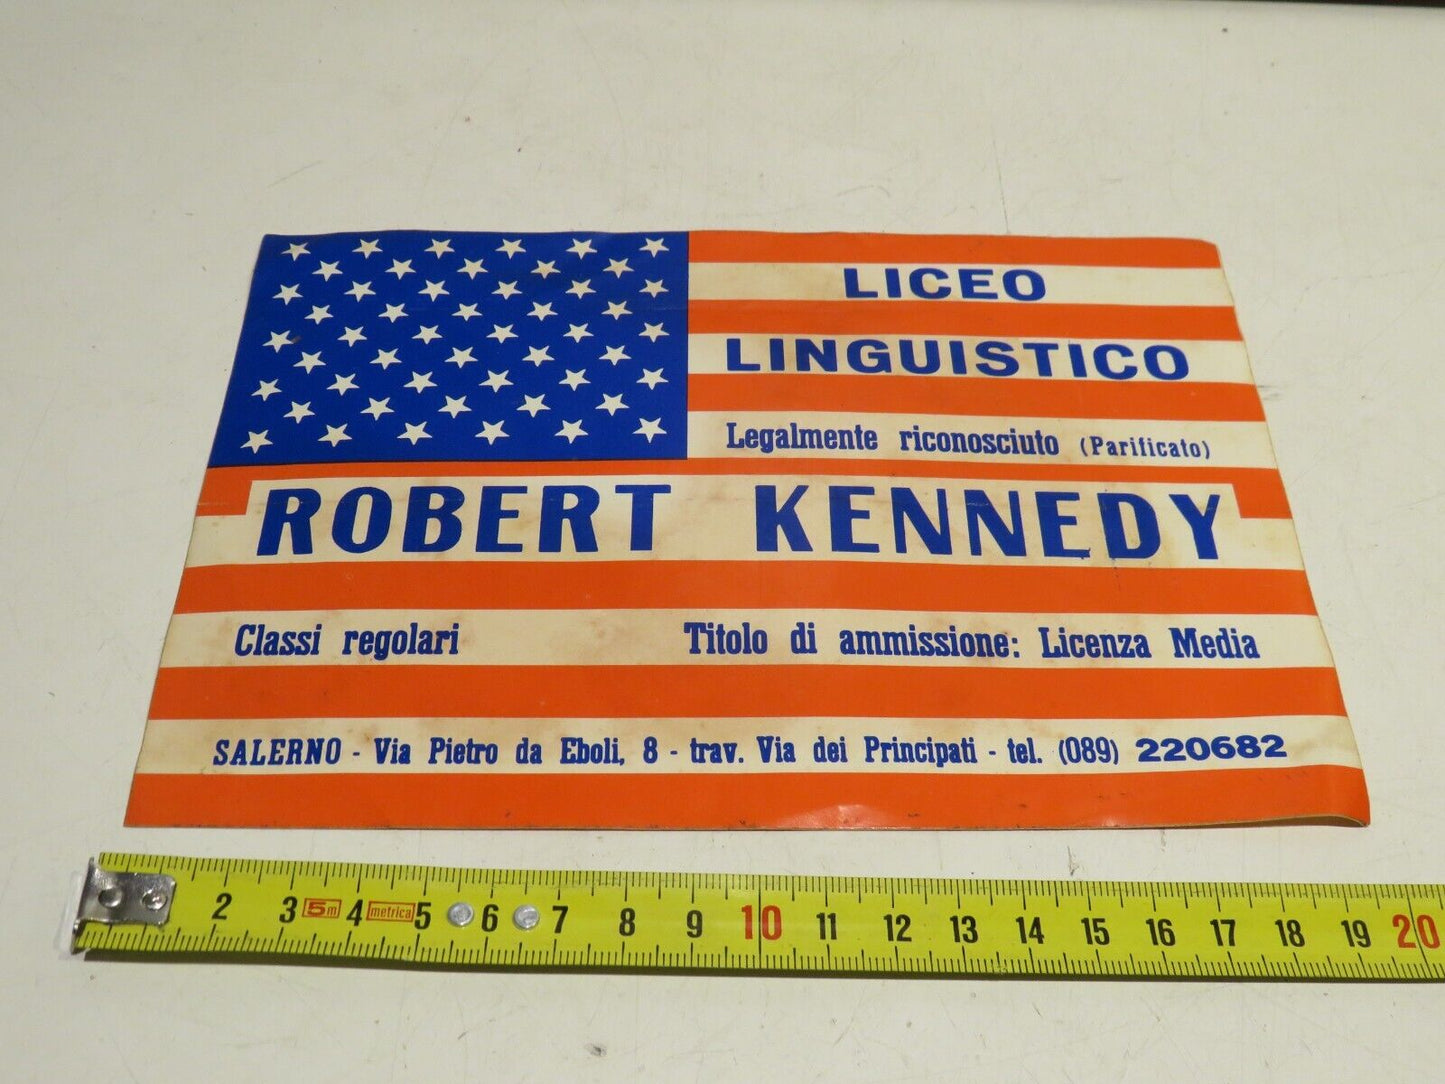 LICEO
LINGUISTICO
Legalmente riconosciuto (Parificato)
ROBERT KENNEDY
Classi regolari Titolo di ammissione: Licenza Media
SALERNO - Via Pietro da Eboli, 8 - trav. Via dei Principati - tel. (089) 220682
2 3 5m 4 metrica 5 6 7 8 9 10 11 12 13 14 15 16 17 18 19 20